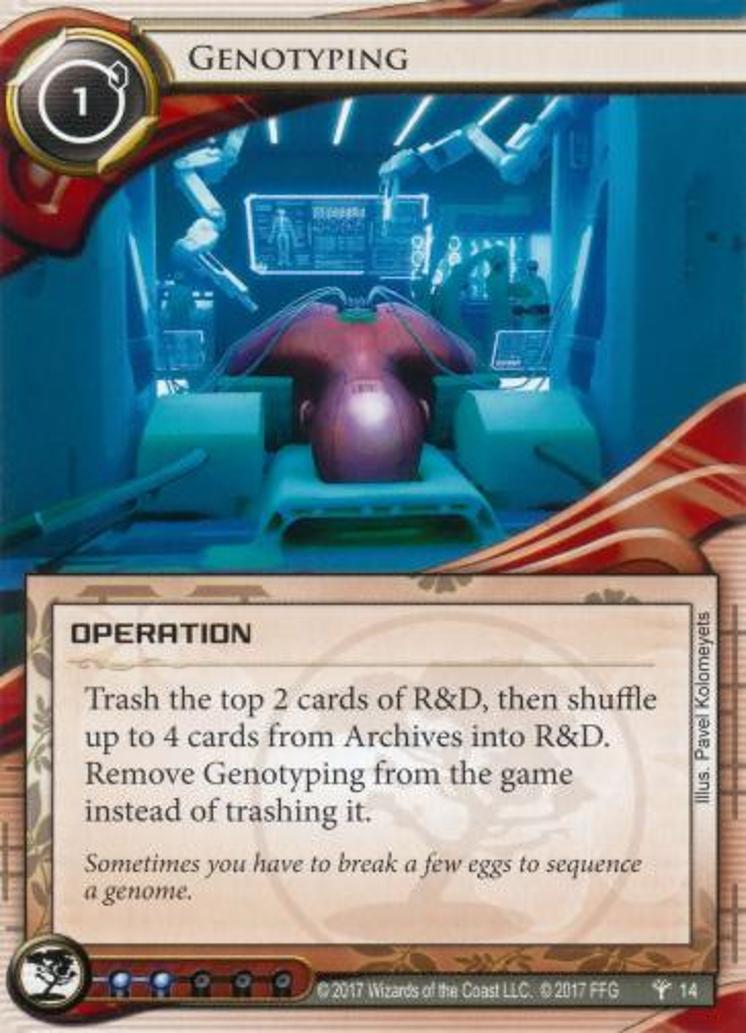 GENOTYPING
1
OPERATION
Trash the top 2 cards of R&D, then shuffle
up to 4 cards from Archives into R&D.
Remove Genotyping from the game
instead of trashing it.
Sometimes you have to break a few eggs to sequence
a genome.
Illus. Pavel Kolomeyets
© 2017 Wizards of the Coast LLC. © 2017 FFG
14